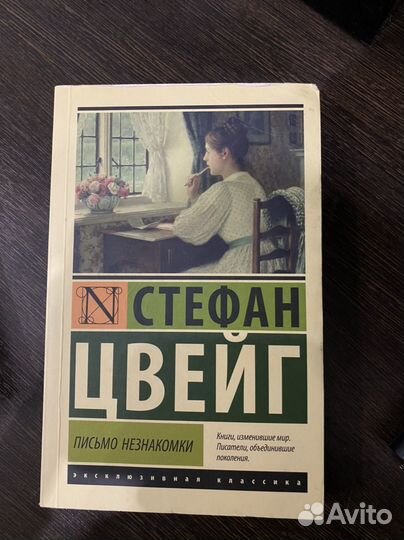 N СТЕФАН
ЦВЕЙГ
ПИСЬМО НЕЗНАКОМКИ
Книги, изменившие мир.
Писатели, объединившие
поколения.
эксклюзивная классика
Avito